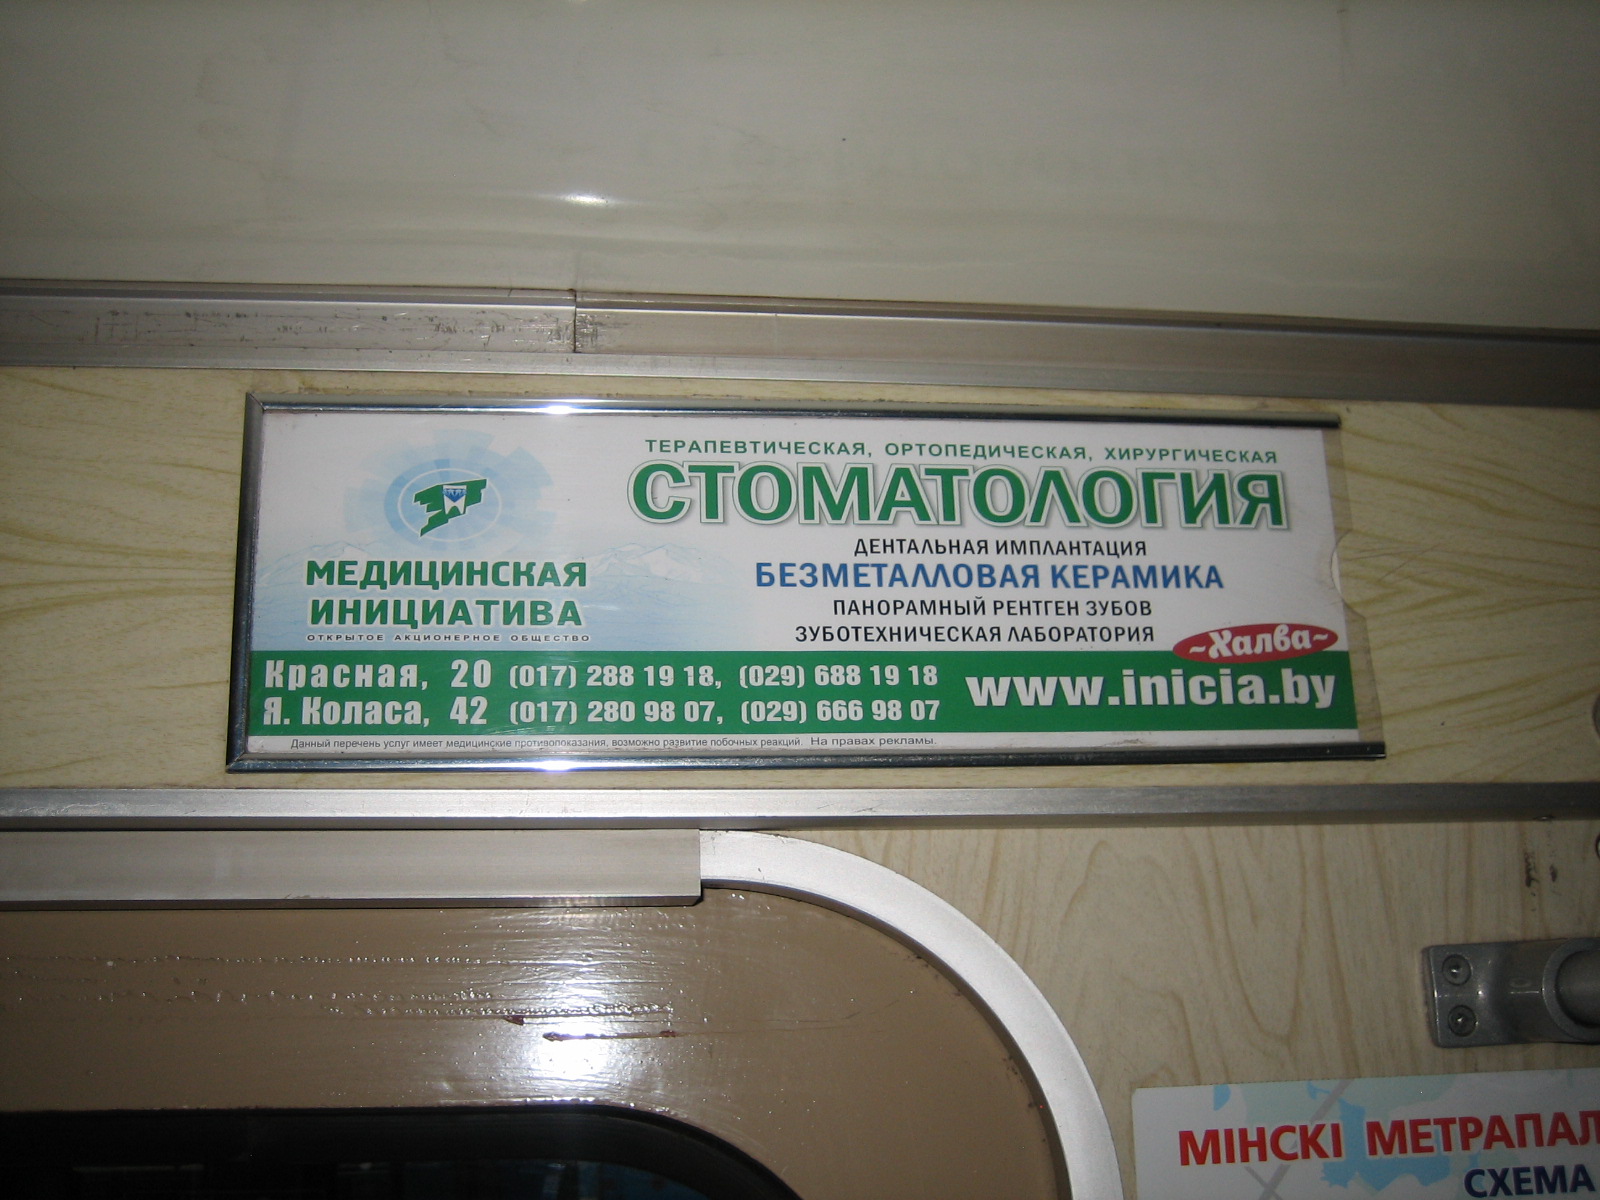 ТЕРАПЕВТИЧЕСКАЯ, ОРТОПЕДИЧЕСКАЯ, ХИРУРГИЧЕСКАЯ
СТОМАТОЛОГИЯ
ДЕНТАЛЬНАЯ ИМПЛАНТАЦИЯ
БЕЗМЕТАЛЛОВАЯ КЕРАМИКА
ПАНОРАМНЫЙ РЕНТГЕН ЗУБОВ
ЗУБОТЕХНИЧЕСКАЯ ЛАБОРАТОРИЯ
~Халва~
МЕДИЦИНСКАЯ
ИНИЦИАТИВА
ОТКРЫТОЕ АКЦИОНЕРНОЕ ОБЩЕСТВО
Красная, 20 (017) 288 19 18, (029) 688 19 18
Я. Коласа, 42 (017) 280 98 07, (029) 666 98 07
www.inicia.by
Данный перечень услуг имеет медицинские противопоказания, возможно развитие побочных реакций. На правах рекламы.
МІНСКІ МЕТРАПАЛ
СХЕМА